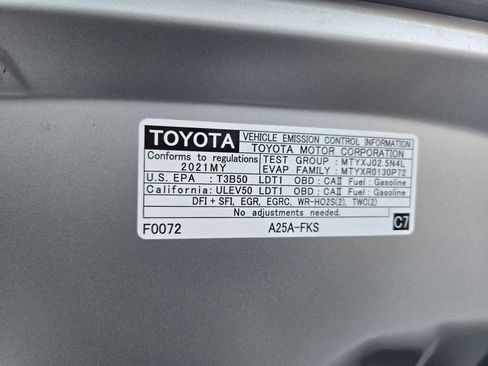 TOYOTA VEHICLE EMISSION CONTROL INFORMATION
TOYOTA MOTOR CORPORATION
Conforms to regulations TEST GROUP : MTYXJ02.5N4L
2021MY EVAP FAMILY : MTYXR0130P72
U.S. EPA : T3B50 LDT1 OBD : CAII Fuel : Gasoline
California: ULEV50 LDT1 OBD : CAII Fuel : Gasoline
DFI + SFI, EGR, EGRC, WR-HO2S(2), TWC(2)
No adjustments needed.
F0072 A25A-FKS C7